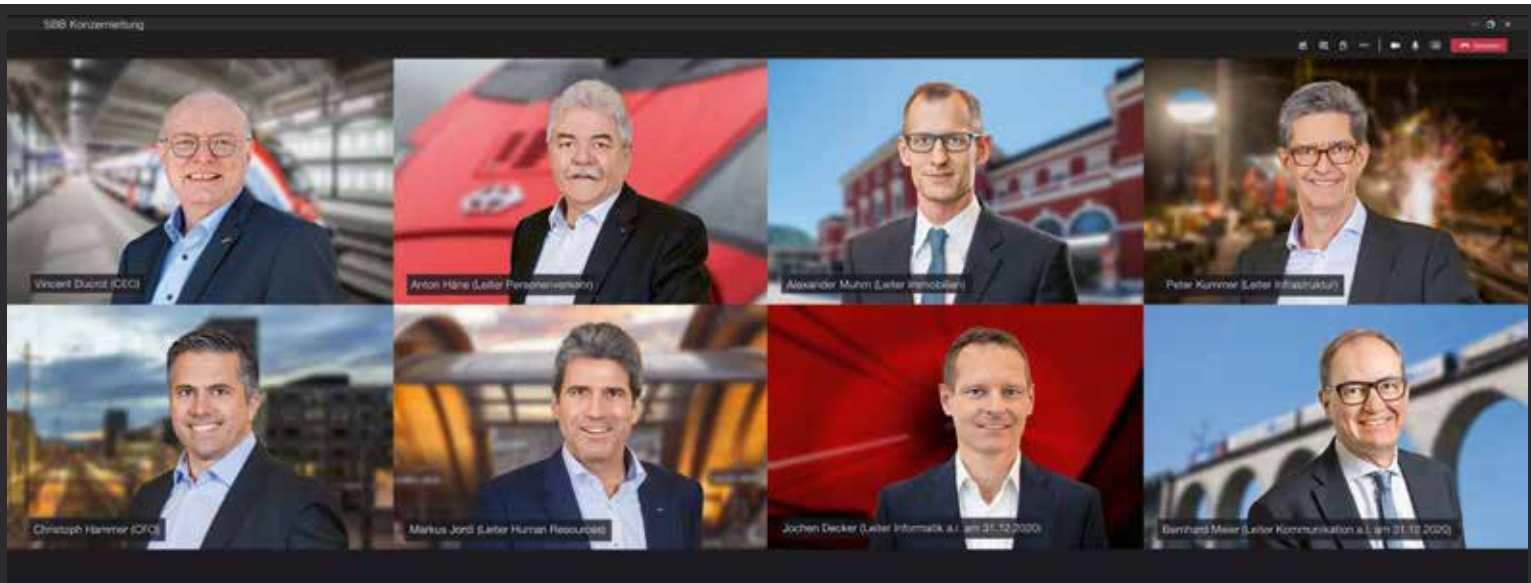 SBB Konzernleitung
Vincent Ducrot (CEO)
Anton Häne (Leiter Personenverkehr)
Alexander Muhm (Leiter Immobilien)
Peter Kummer (Leiter Infrastruktur)
Christoph Hammer (CFO)
Markus Jordi (Leiter Human Resources)
Jochen Decker (Leiter Informatik a.i. am 31.12.2020)
Bernhard Meier (Leiter Kommunikation a.i. am 31.12.2020)